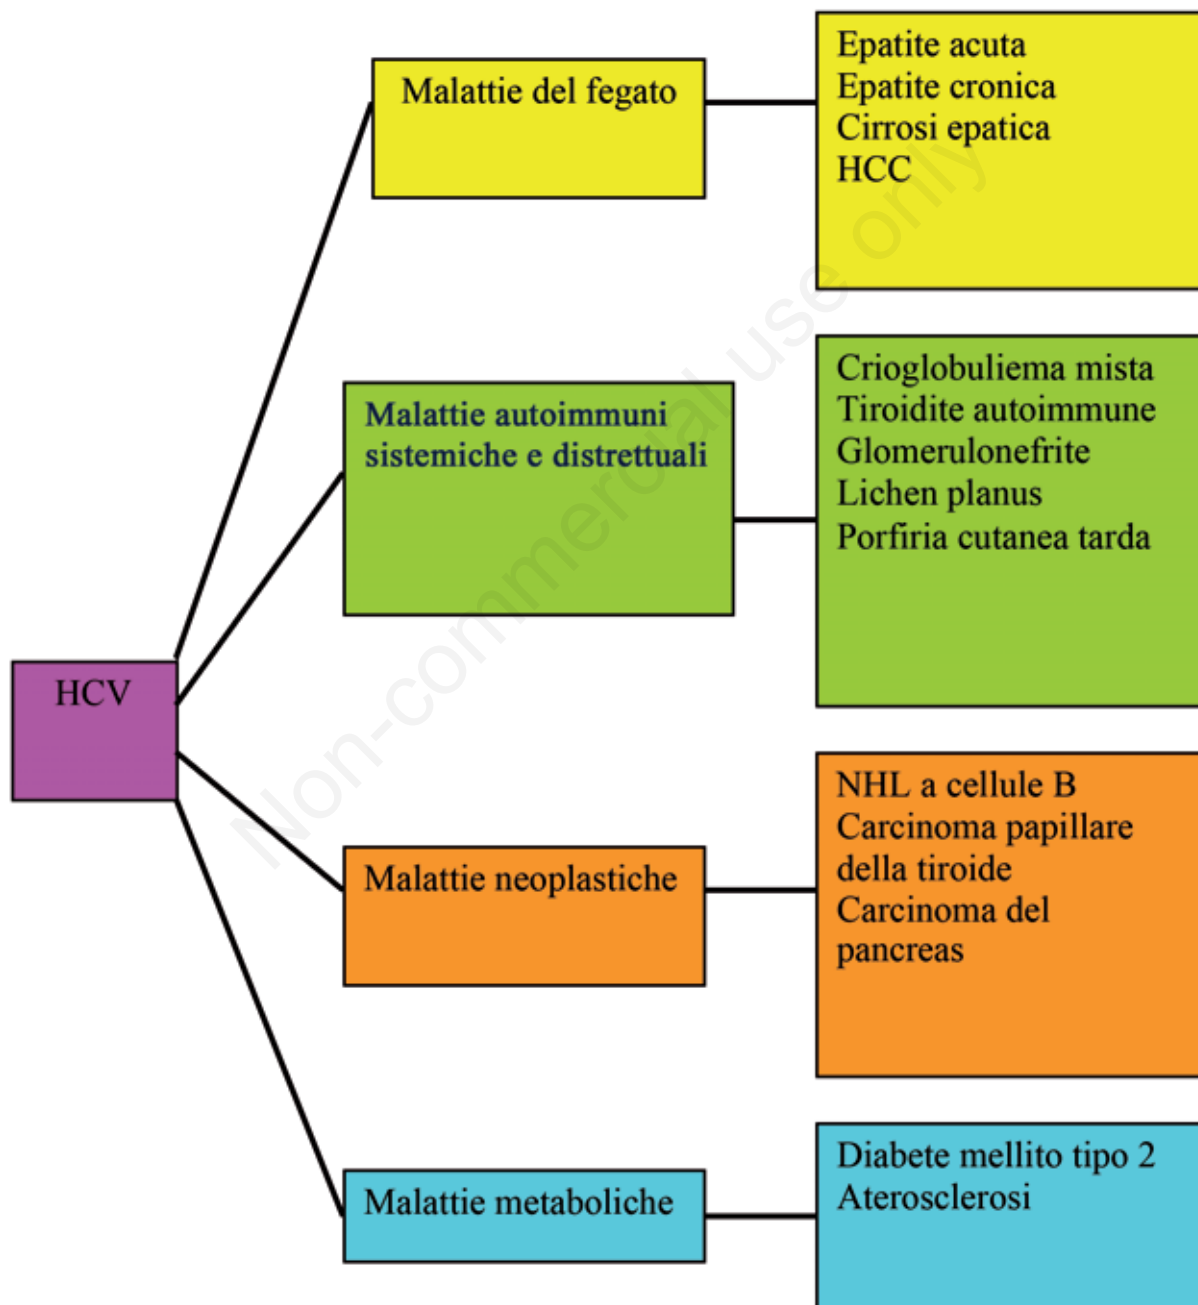 HCV
Malattie del fegato
Epatite acuta
Epatite cronica
Cirrosi epatica
HCC
Malattie autoimmuni
sistemiche e distrettuali
Crioglobuliema mista
Tiroidite autoimmune
Glomerulonefrite
Lichen planus
Porfiria cutanea tarda
Malattie neoplastiche
NHL a cellule B
Carcinoma papillare
della tiroide
Carcinoma del
pancreas
Malattie metaboliche
Diabete mellito tipo 2
Aterosclerosi
Non-commercial use only